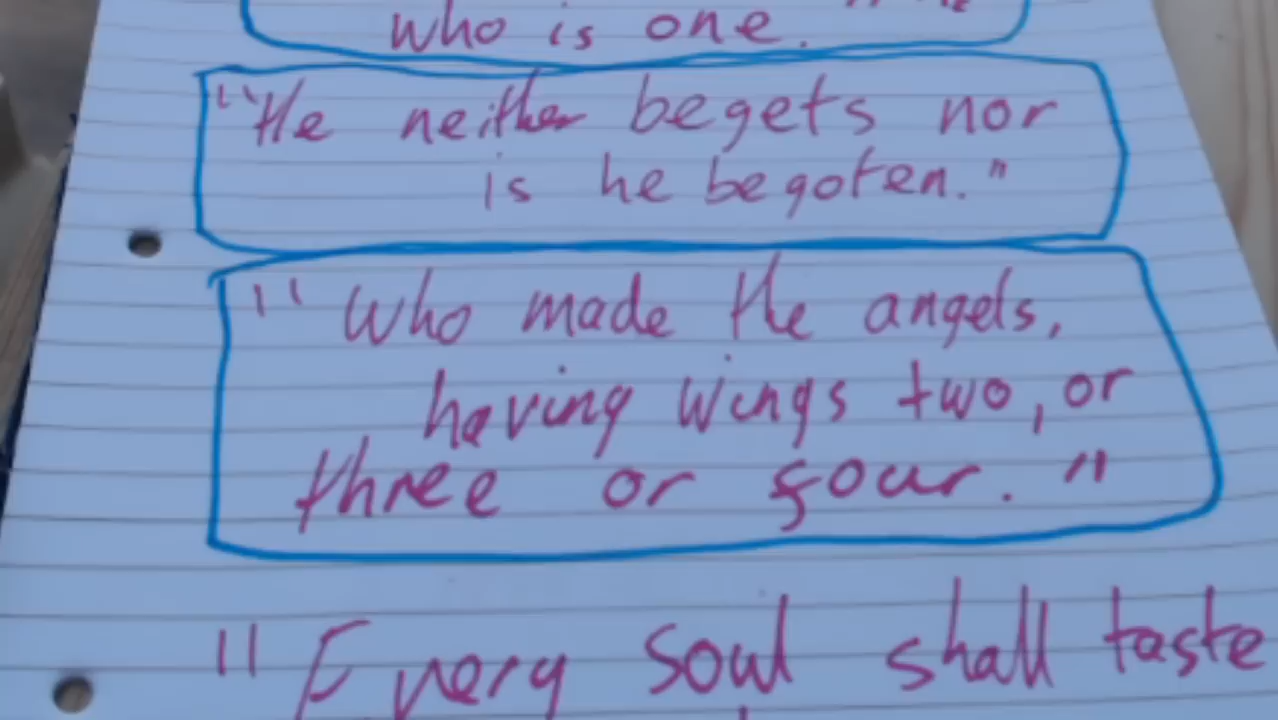 who is one."
"He neither begets nor
is he begoten."
"Who made the angels,
having wings two, or
three or four."
"Every soul shall taste